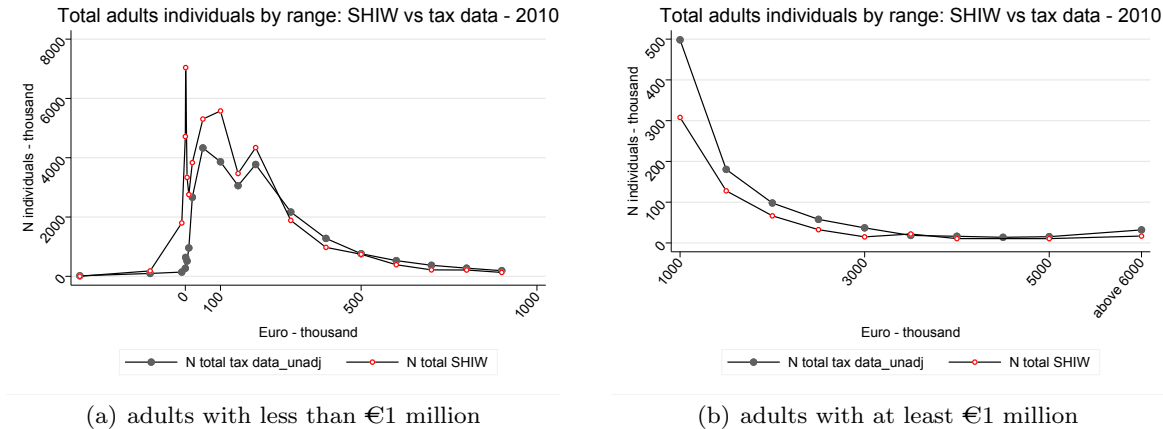 Total adults individuals by range: SHIW vs tax data - 2010
N individuals - thousand
8000
6000
4000
2000
0
0
100
500
1000
Euro - thousand
N total tax data_unadj
N total SHIW
(a) adults with less than €1 million
Total adults individuals by range: SHIW vs tax data - 2010
N individuals - thousand
500
400
300
200
100
0
1000
3000
5000
above 6000
Euro - thousand
N total tax data_unadj
N total SHIW
(b) adults with at least €1 million